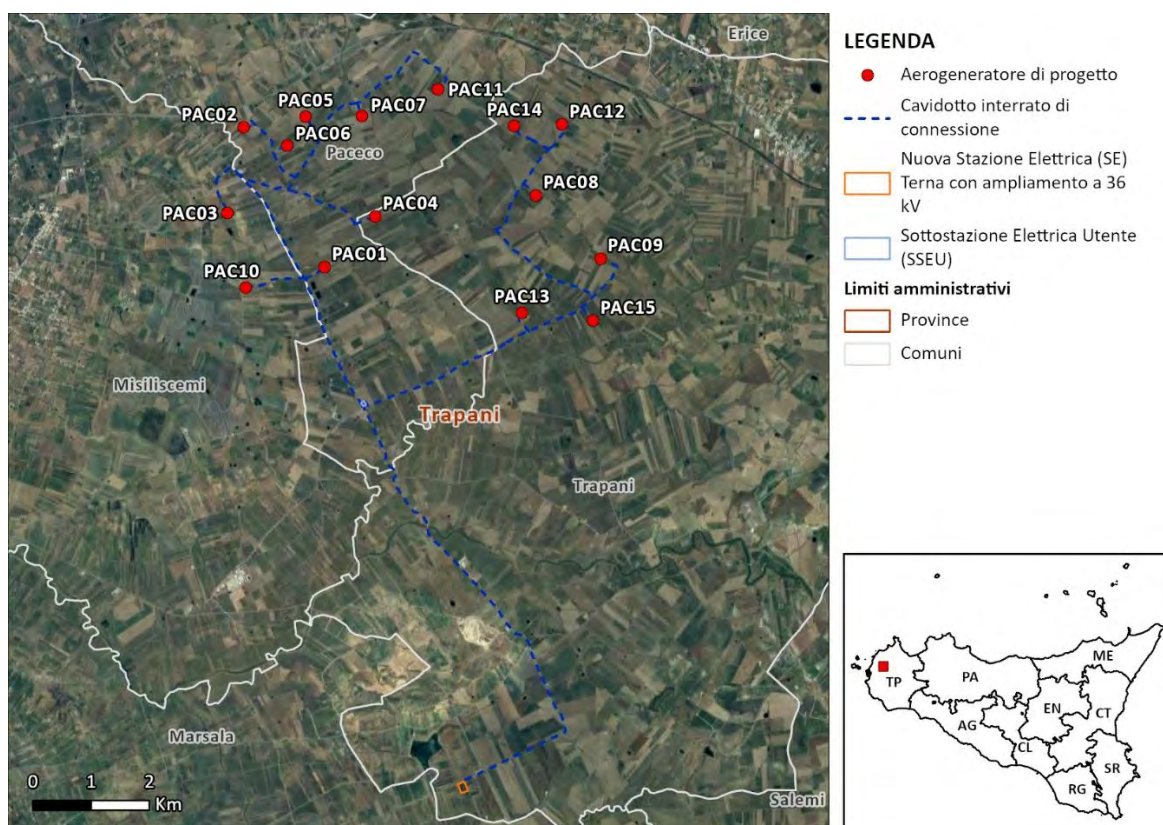 Erice
PAC11
PAC05
PAC07
PAC14
PAC12
PAC02
PAC06
Paceco
PAC08
PAC03
PAC04
PAC09
PAC01
PAC10
PAC13
PAC15
Misiliscemi
Trapani
Trapani
Marsala
Salemi
0 1 2
Km
LEGENDA
Aerogeneratore di progetto
Cavidotto interrato di
connessione
Nuova Stazione Elettrica (SE)
Terna con ampliamento a 36
kV
Sottostazione Elettrica Utente
(SSEU)
Limiti amministrativi
Province
Comuni
ME
TP
PA
EN
CT
AG
CL
SR
RG